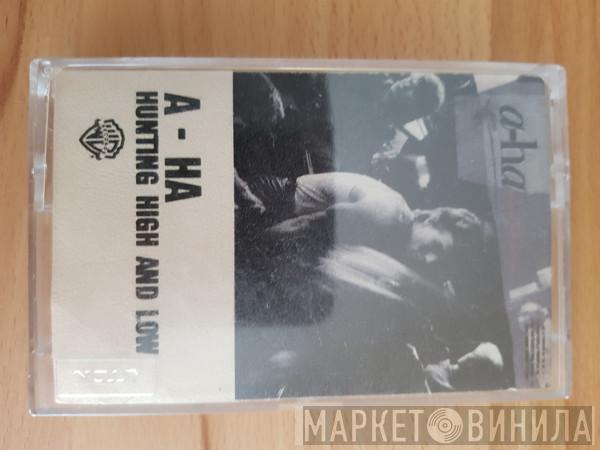 a-ha
A - HA
HUNTING HIGH AND LOW
МАРКЕТ ВИНИЛА